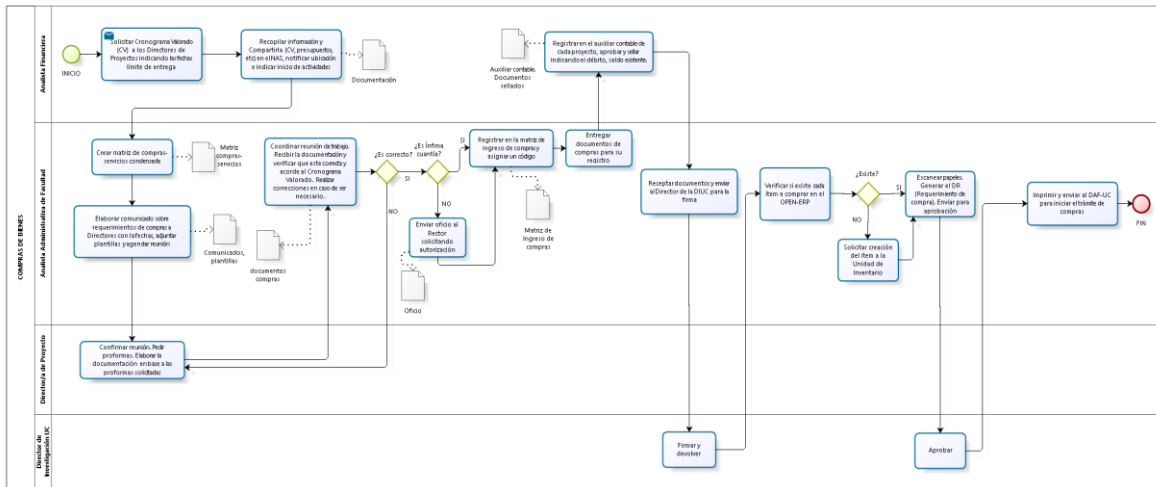 COMPRAS DE BIENES
Analista Financiera
INICIO
Solicitar Cronograma Valorado
(CV) a los Directores de
Proyectos indicando las fechas
límite de entrega
Recopilar información y
Compartirla (CV, presupuestos,
etc) en el NAS, notificar ubicación
e indicar inicio de actividades
Documentación
Auxiliar contable.
Documentos
sellados
Registrar en el auxiliar contable de
cada proyecto, aprobar y sellar
indicando el débito, saldo existente.
Analista Administrativa de Facultad
Crear matriz de compras-
servicios condensada
Matriz
compras-
servicios
Elaborar comunicado sobre
requerimientos de compras a
Directores con la fechas, adjuntar
plantillas y agendar reunión
Comunicados,
plantillas
Coordinar reunión de trabajo.
Recibir la documentación y
verificar que este correcta y
acorde al Cronograma
Valorado. Realizar
correcciones en caso de ser
necesario.
documentos
compras
¿Es correcto?
SI
NO
¿Es Ínfima
cuantía?
SI
NO
Enviar oficio al
Rector solicitando
autorización
Oficio
Registrar en la matriz de
ingreso de compras y
asignar un código
Matriz de
Ingreso de
compras
Entregar
documentos de
compras para su
registro
Receptar documentos y enviar
al Director de la DIUC para la
firma
Verificar si existe cada
ítem a comprar en el
OPEN-ERP
¿Existe?
SI
NO
Solicitar creación
del ítem a la
Unidad de
Inventario
Escanear papeles.
Generar el DR
(Requerimiento de
compra). Enviar para
aprobación
Imprimir y enviar al DAF-UC
para iniciar el trámite de
compras
FIN
Director/a de Proyecto
Confirmar reunión. Pedir
proformas. Elaborar la
documentación en base a las
proformas solicitadas
Director de
Investigación UC
Firmar y
devolver
Aprobar